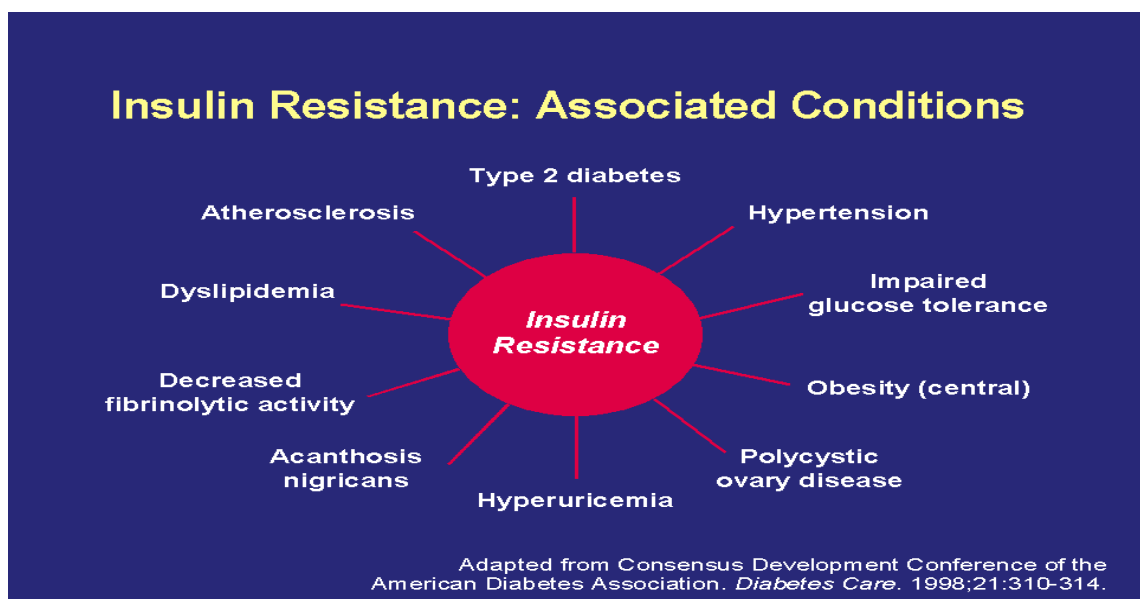 Insulin Resistance: Associated Conditions
Type 2 diabetes
Atherosclerosis
Hypertension
Dyslipidemia
Impaired
glucose tolerance
Insulin
Resistance
Decreased
fibrinolytic activity
Obesity (central)
Acanthosis
nigricans
Polycystic
ovary disease
Hyperuricemia
Adapted from Consensus Development Conference of the
American Diabetes Association. Diabetes Care. 1998;21:310-314.